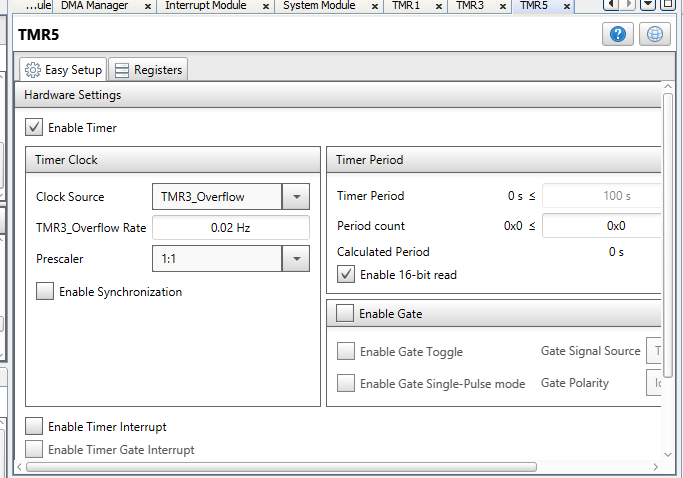 ...ule DMA Manager Interrupt Module System Module TMR1 TMR3 TMR5
TMR5
Easy Setup Registers
Hardware Settings
Enable Timer
Timer Clock
Clock Source TMR3_Overflow
TMR3_Overflow Rate 0.02 Hz
Prescaler 1:1
Enable Synchronization
Timer Period
Timer Period 0 s ≤ 100 s
Period count 0x0 ≤ 0x0
Calculated Period 0 s
Enable 16-bit read
Enable Gate
Enable Gate Toggle Gate Signal Source T
Enable Gate Single-Pulse mode Gate Polarity lo
Enable Timer Interrupt
Enable Timer Gate Interrupt